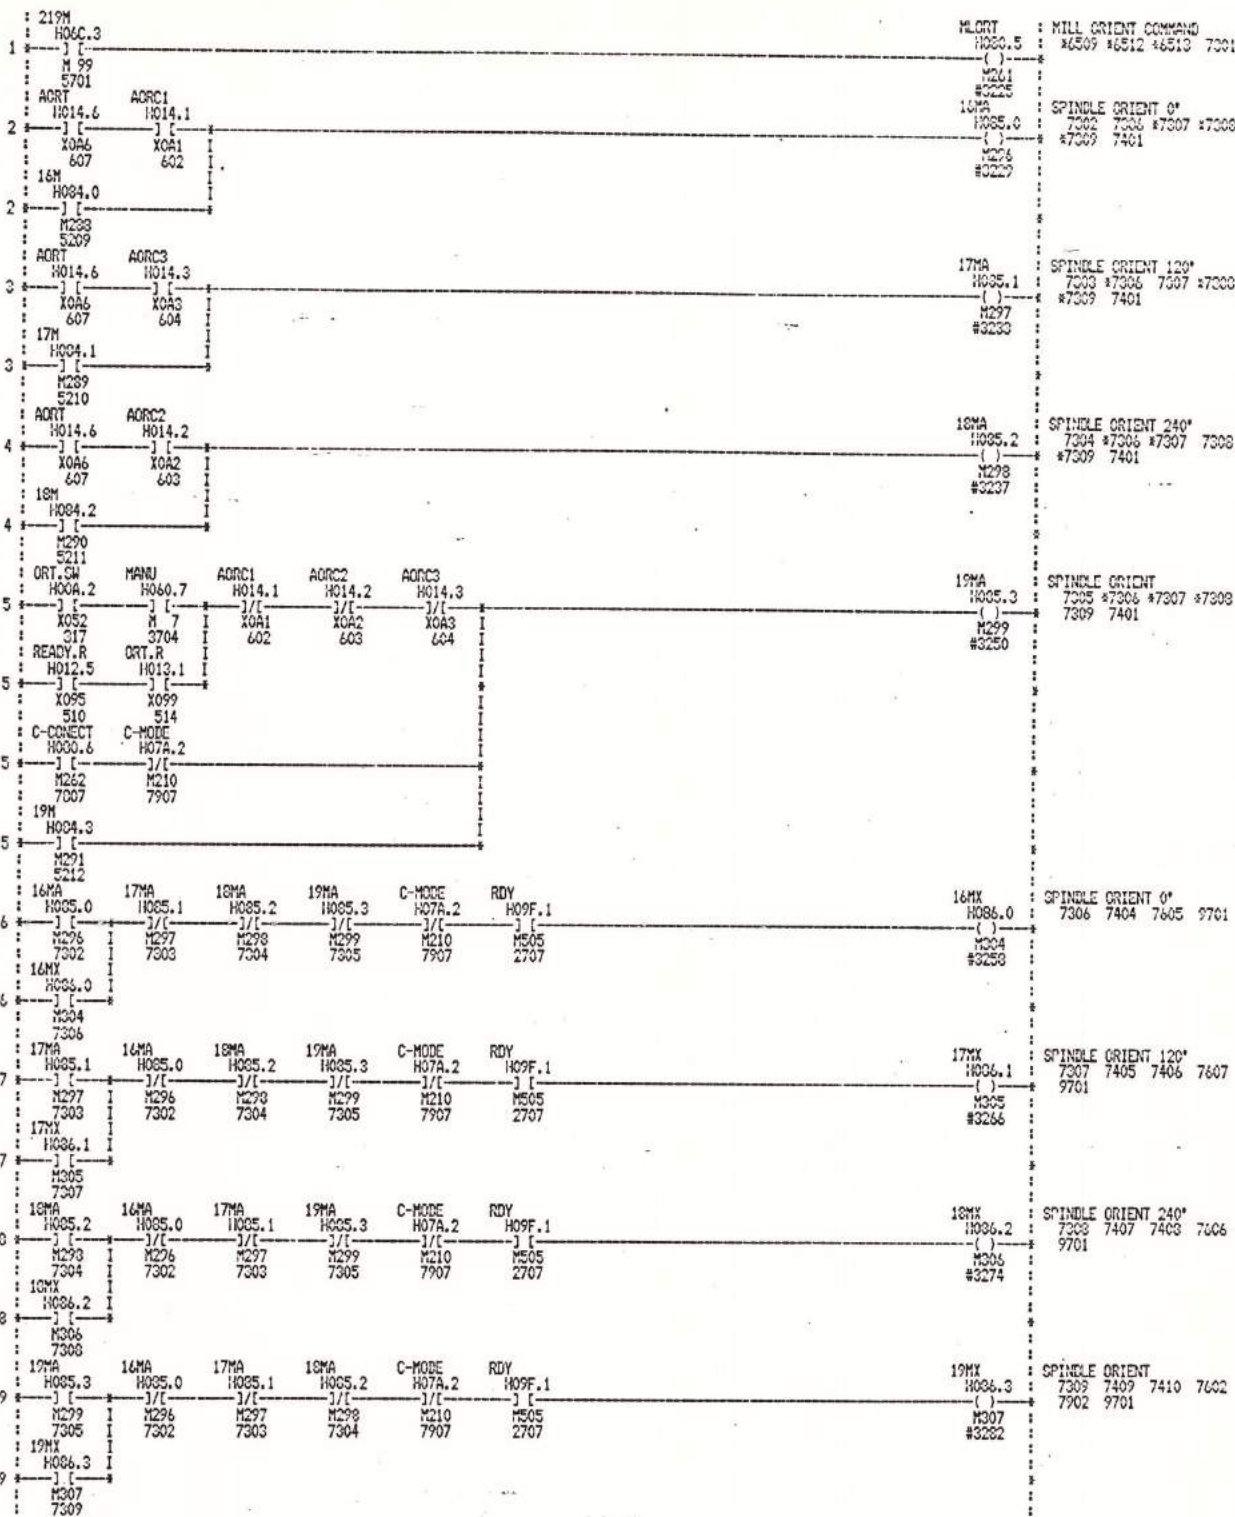 219M
H06C.3 MLORT MILL ORIENT COMMAND
1 ] [ H080.5 *6509 *6512 *6513 7301
M 99 ( )
5701 M261
#3225
AORT AORC1 16MA SPINDLE ORIENT 0°
H014.6 H014.1 H085.0 7302 7306 *7307 *7308
2 ] [ ] [ ( ) *7309 7401
X0A6 X0A1 M296
607 602 #3229
16M
H084.0
2 ] [
M288
5209
AORT AORC3 17MA SPINDLE ORIENT 120°
H014.6 H014.3 H085.1 7303 *7306 7307 *7308
3 ] [ ] [ ( ) *7309 7401
X0A6 X0A3 M297
607 604 #3233
17M
H084.1
3 ] [
M289
5210
AORT AORC2 18MA SPINDLE ORIENT 240°
H014.6 H014.2 H085.2 7304 *7306 *7307 7308
4 ] [ ] [ ( ) *7309 7401
X0A6 X0A2 M298
607 603 #3237
18M
H084.2
4 ] [
M290
5211
ORT.SW MANU AORC1 AORC2 AORC3 19MA SPINDLE ORIENT
H00A.2 H060.7 H014.1 H014.2 H014.3 H085.3 7305 *7306 *7307 *7308
5 ] [ ] [ ]/[ ]/[ ]/[ ( ) 7309 7401
X052 M 7 X0A1 X0A2 X0A3 M299
317 3704 602 603 604 #3250
READY.R ORT.R
H012.5 H013.1
5 ] [ ] [
X095 X099
510 514
C-CONECT C-MODE
H080.6 H07A.2
5 ] [ ]/[
M262 M210
7807 7907
19M
H084.3
5 ] [
M291
5212
16MA 17MA 18MA 19MA C-MODE RDY 16MX SPINDLE ORIENT 0°
H085.0 H085.1 H085.2 H085.3 H07A.2 H09F.1 H086.0 7306 7404 7605 9701
6 ] [ ]/[ ]/[ ]/[ ]/[ ] [ ( )
M296 M297 M298 M299 M210 M505 M304
7302 7303 7304 7305 7907 2707 #3258
16MX
H086.0
6 ] [
M304
7306
17MA 16MA 18MA 19MA C-MODE RDY 17MX SPINDLE ORIENT 120°
H085.1 H085.0 H085.2 H085.3 H07A.2 H09F.1 H086.1 7307 7405 7406 7607
7 ] [ ]/[ ]/[ ]/[ ]/[ ] [ ( ) 9701
M297 M296 M298 M299 M210 M505 M305
7303 7302 7304 7305 7907 2707 #3266
17MX
H086.1
7 ] [
M305
7307
18MA 16MA 17MA 19MA C-MODE RDY 18MX SPINDLE ORIENT 240°
H085.2 H085.0 H085.1 H085.3 H07A.2 H09F.1 H086.2 7308 7407 7408 7606
8 ] [ ]/[ ]/[ ]/[ ]/[ ] [ ( ) 9701
M298 M296 M297 M299 M210 M505 M306
7304 7302 7303 7305 7907 2707 #3274
18MX
H086.2
8 ] [
M306
7308
19MA 16MA 17MA 18MA C-MODE RDY 19MX SPINDLE ORIENT
H085.3 H085.0 H085.1 H085.2 H07A.2 H09F.1 H086.3 7309 7409 7410 7602
9 ] [ ]/[ ]/[ ]/[ ]/[ ] [ ( ) 7902 9701
M299 M296 M297 M298 M210 M505 M307
7305 7302 7303 7304 7907 2707 #3282
19MX
H086.3
9 ] [
M307
7309